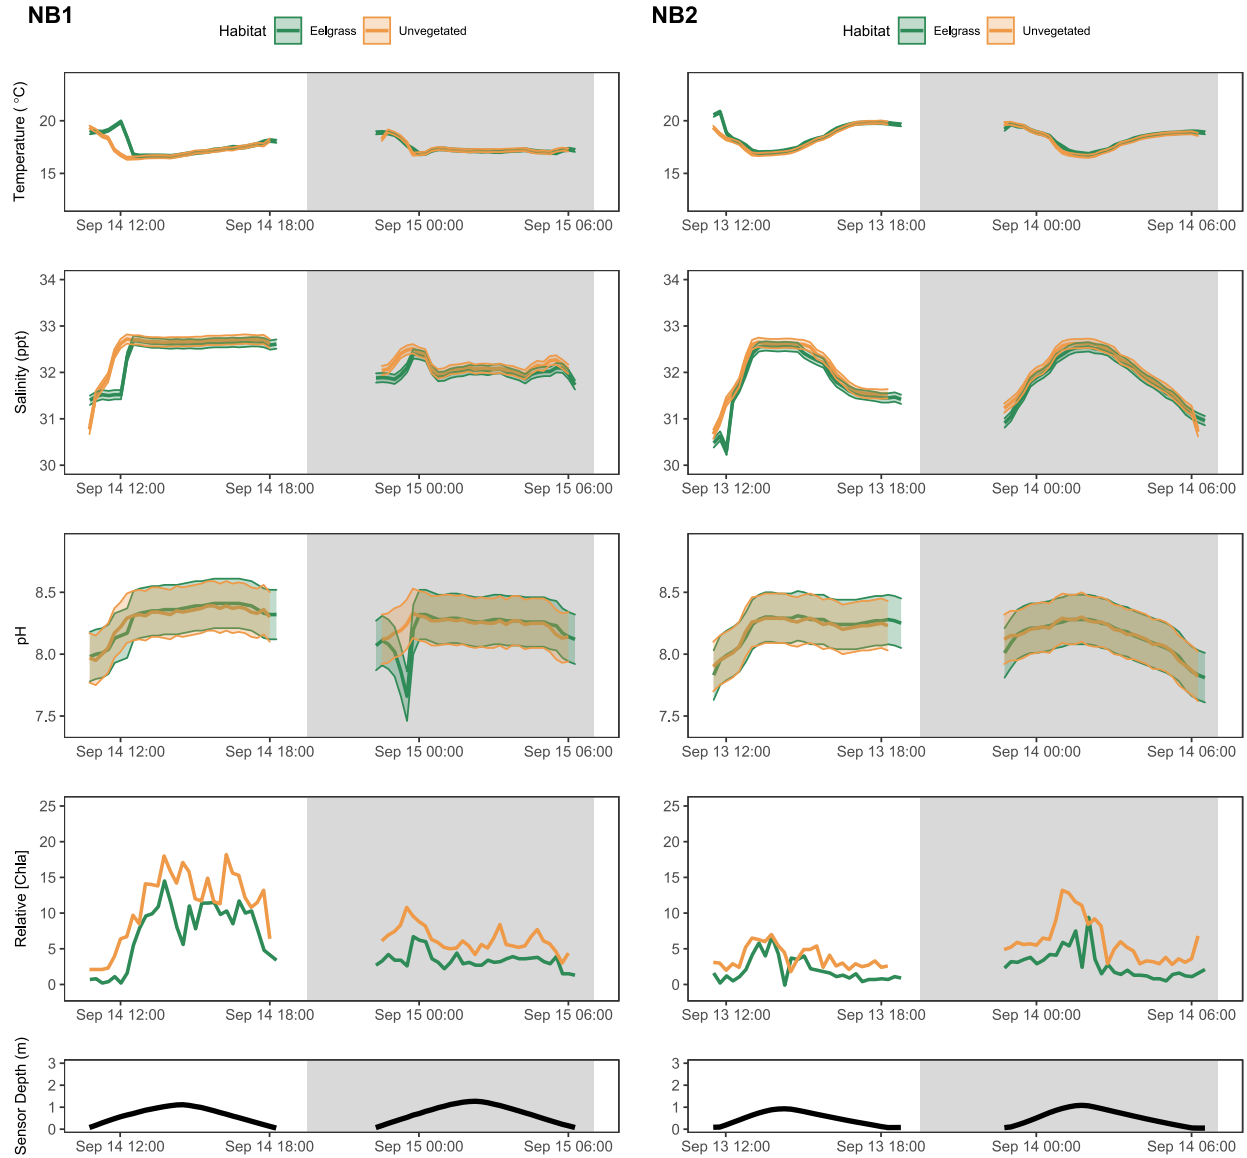 NB1
NB2
Habitat Eelgrass Unvegetated
Habitat Eelgrass Unvegetated
Temperature ( °C)
20
15
Sep 14 12:00 Sep 14 18:00 Sep 15 00:00 Sep 15 06:00
20
15
Sep 13 12:00 Sep 13 18:00 Sep 14 00:00 Sep 14 06:00
Salinity (ppt)
34
33
32
31
30
Sep 14 12:00 Sep 14 18:00 Sep 15 00:00 Sep 15 06:00
34
33
32
31
30
Sep 13 12:00 Sep 13 18:00 Sep 14 00:00 Sep 14 06:00
pH
8.5
8.0
7.5
Sep 14 12:00 Sep 14 18:00 Sep 15 00:00 Sep 15 06:00
8.5
8.0
7.5
Sep 13 12:00 Sep 13 18:00 Sep 14 00:00 Sep 14 06:00
Relative [Chla]
25
20
15
10
5
0
Sep 14 12:00 Sep 14 18:00 Sep 15 00:00 Sep 15 06:00
25
20
15
10
5
0
Sep 13 12:00 Sep 13 18:00 Sep 14 00:00 Sep 14 06:00
Sensor Depth (m)
3
2
1
0
Sep 14 12:00 Sep 14 18:00 Sep 15 00:00 Sep 15 06:00
3
2
1
0
Sep 13 12:00 Sep 13 18:00 Sep 14 00:00 Sep 14 06:00